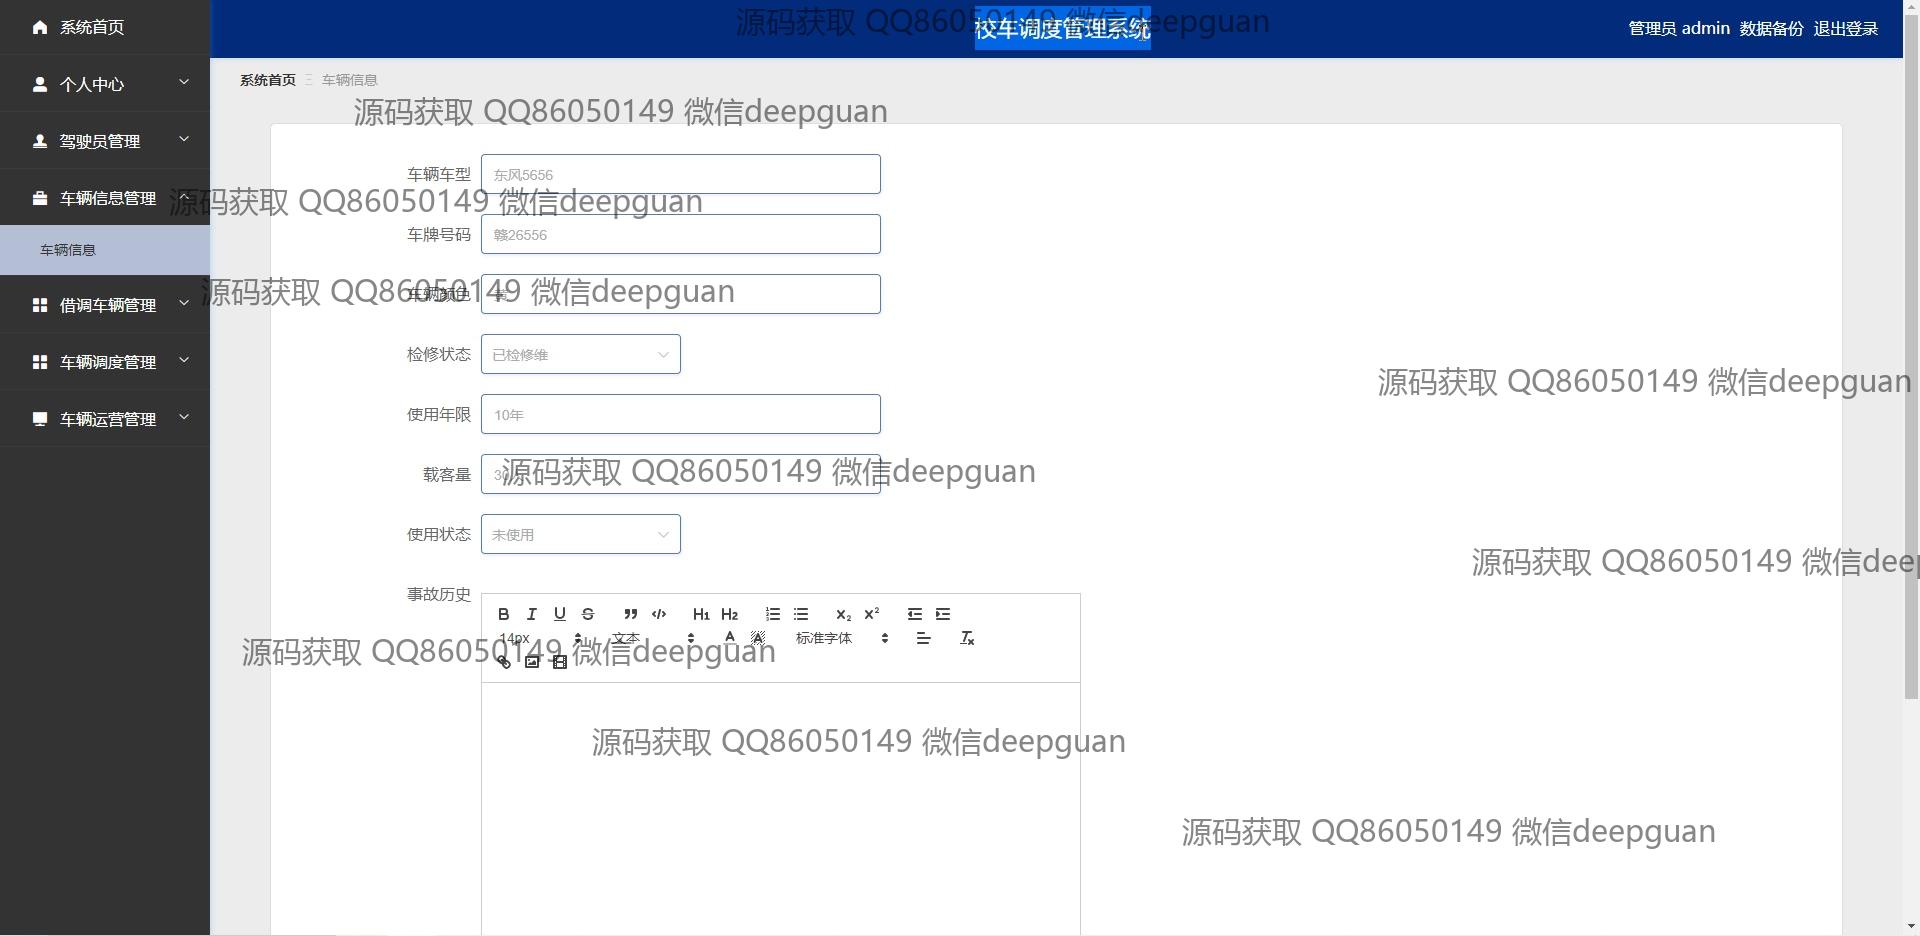 系统首页
个人中心
驾驶员管理
车辆信息管理
车辆信息
借调车辆管理
车辆调度管理
车辆运营管理
校车调度管理系统
管理员 admin 数据备份 退出登录
系统首页 车辆信息
车辆车型 东风5656
车牌号码 赣26556
车辆颜色
检修状态 已检修维
使用年限 10年
载客量
使用状态 未使用
事故历史
B I U S H1 H2 X2 X2
14px 文本 A A 标准字体 Tx
源码获取 QQ86050149 微信deepguan
源码获取 QQ86050149 微信deepguan
源码获取 QQ86050149 微信deepguan
源码获取 QQ86050149 微信deepguan
源码获取 QQ86050149 微信deepguan
源码获取 QQ86050149 微信deepguan
源码获取 QQ86050149 微信deep
源码获取 QQ86050149 微信deepguan
源码获取 QQ86050149 微信deepguan
源码获取 QQ86050149 微信deepguan